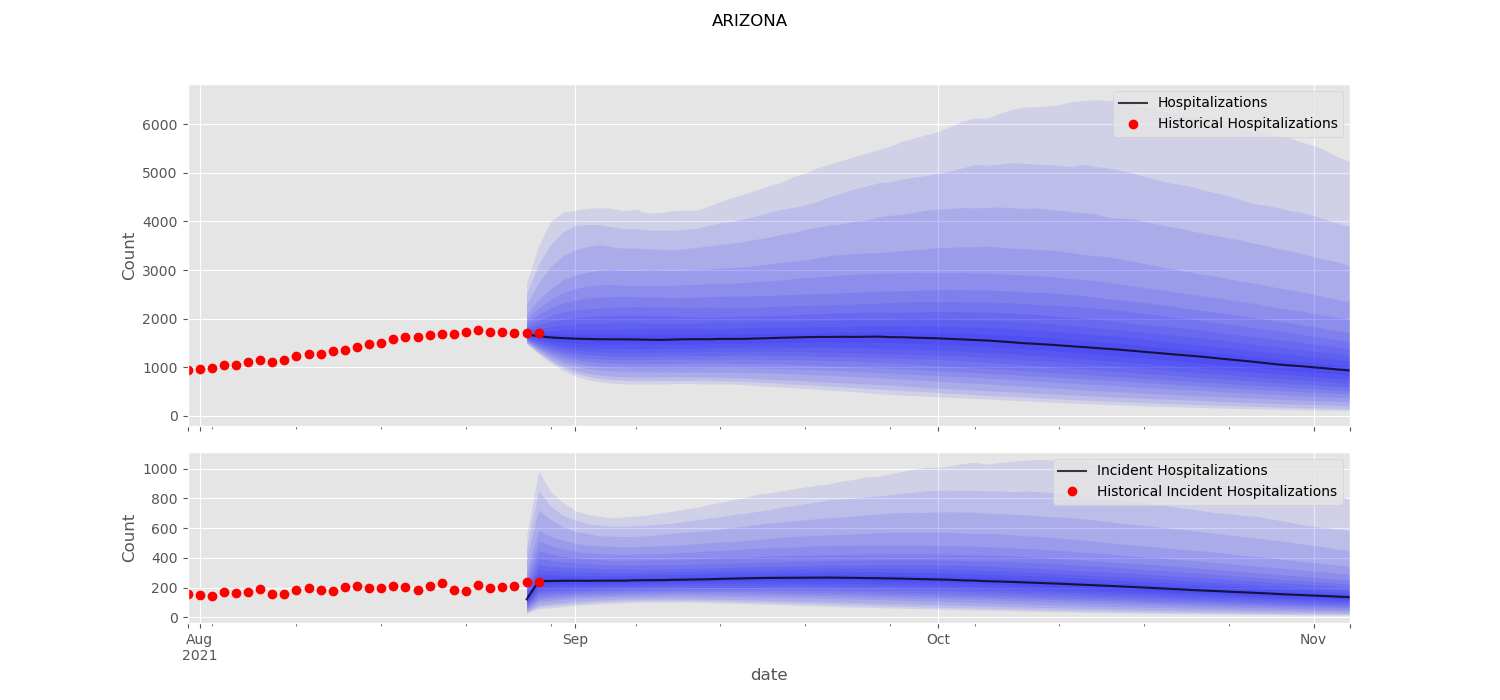 ARIZONA
Hospitalizations
Historical Hospitalizations
6000
5000
4000
3000
2000
1000
0
Count
Incident Hospitalizations
Historical Incident Hospitalizations
1000
800
600
400
200
0
Count
Aug
2021
Sep
Oct
Nov
date